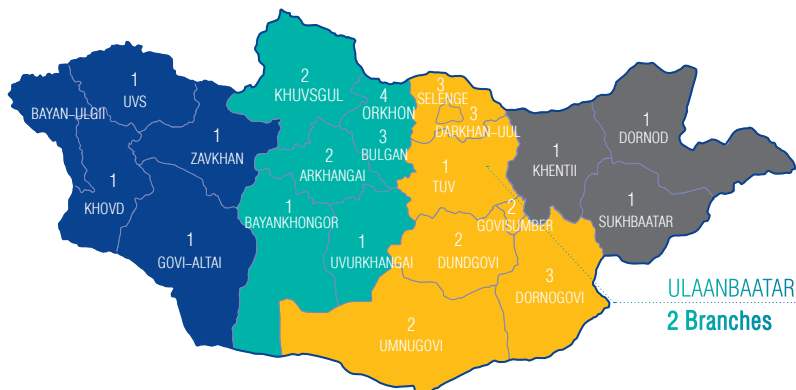 1
UVS
BAYAN-ULGII
1
ZAVKHAN
1
KHOVD
1
GOVI-ALTAI
2
KHUVSGUL
4
ORKHON
3
BULGAN
2
ARKHANGAI
1
BAYANKHONGOR
1
UVURKHANGAI
3
SELENGE
3
DARKHAN-UUL
1
TUV
2
GOVISUMBER
2
DUNDGOVI
3
DORNOGOVI
2
UMNUGOVI
1
KHENTII
1
DORNOD
1
SUKHBAATAR
ULAANBAATAR
2 Branches